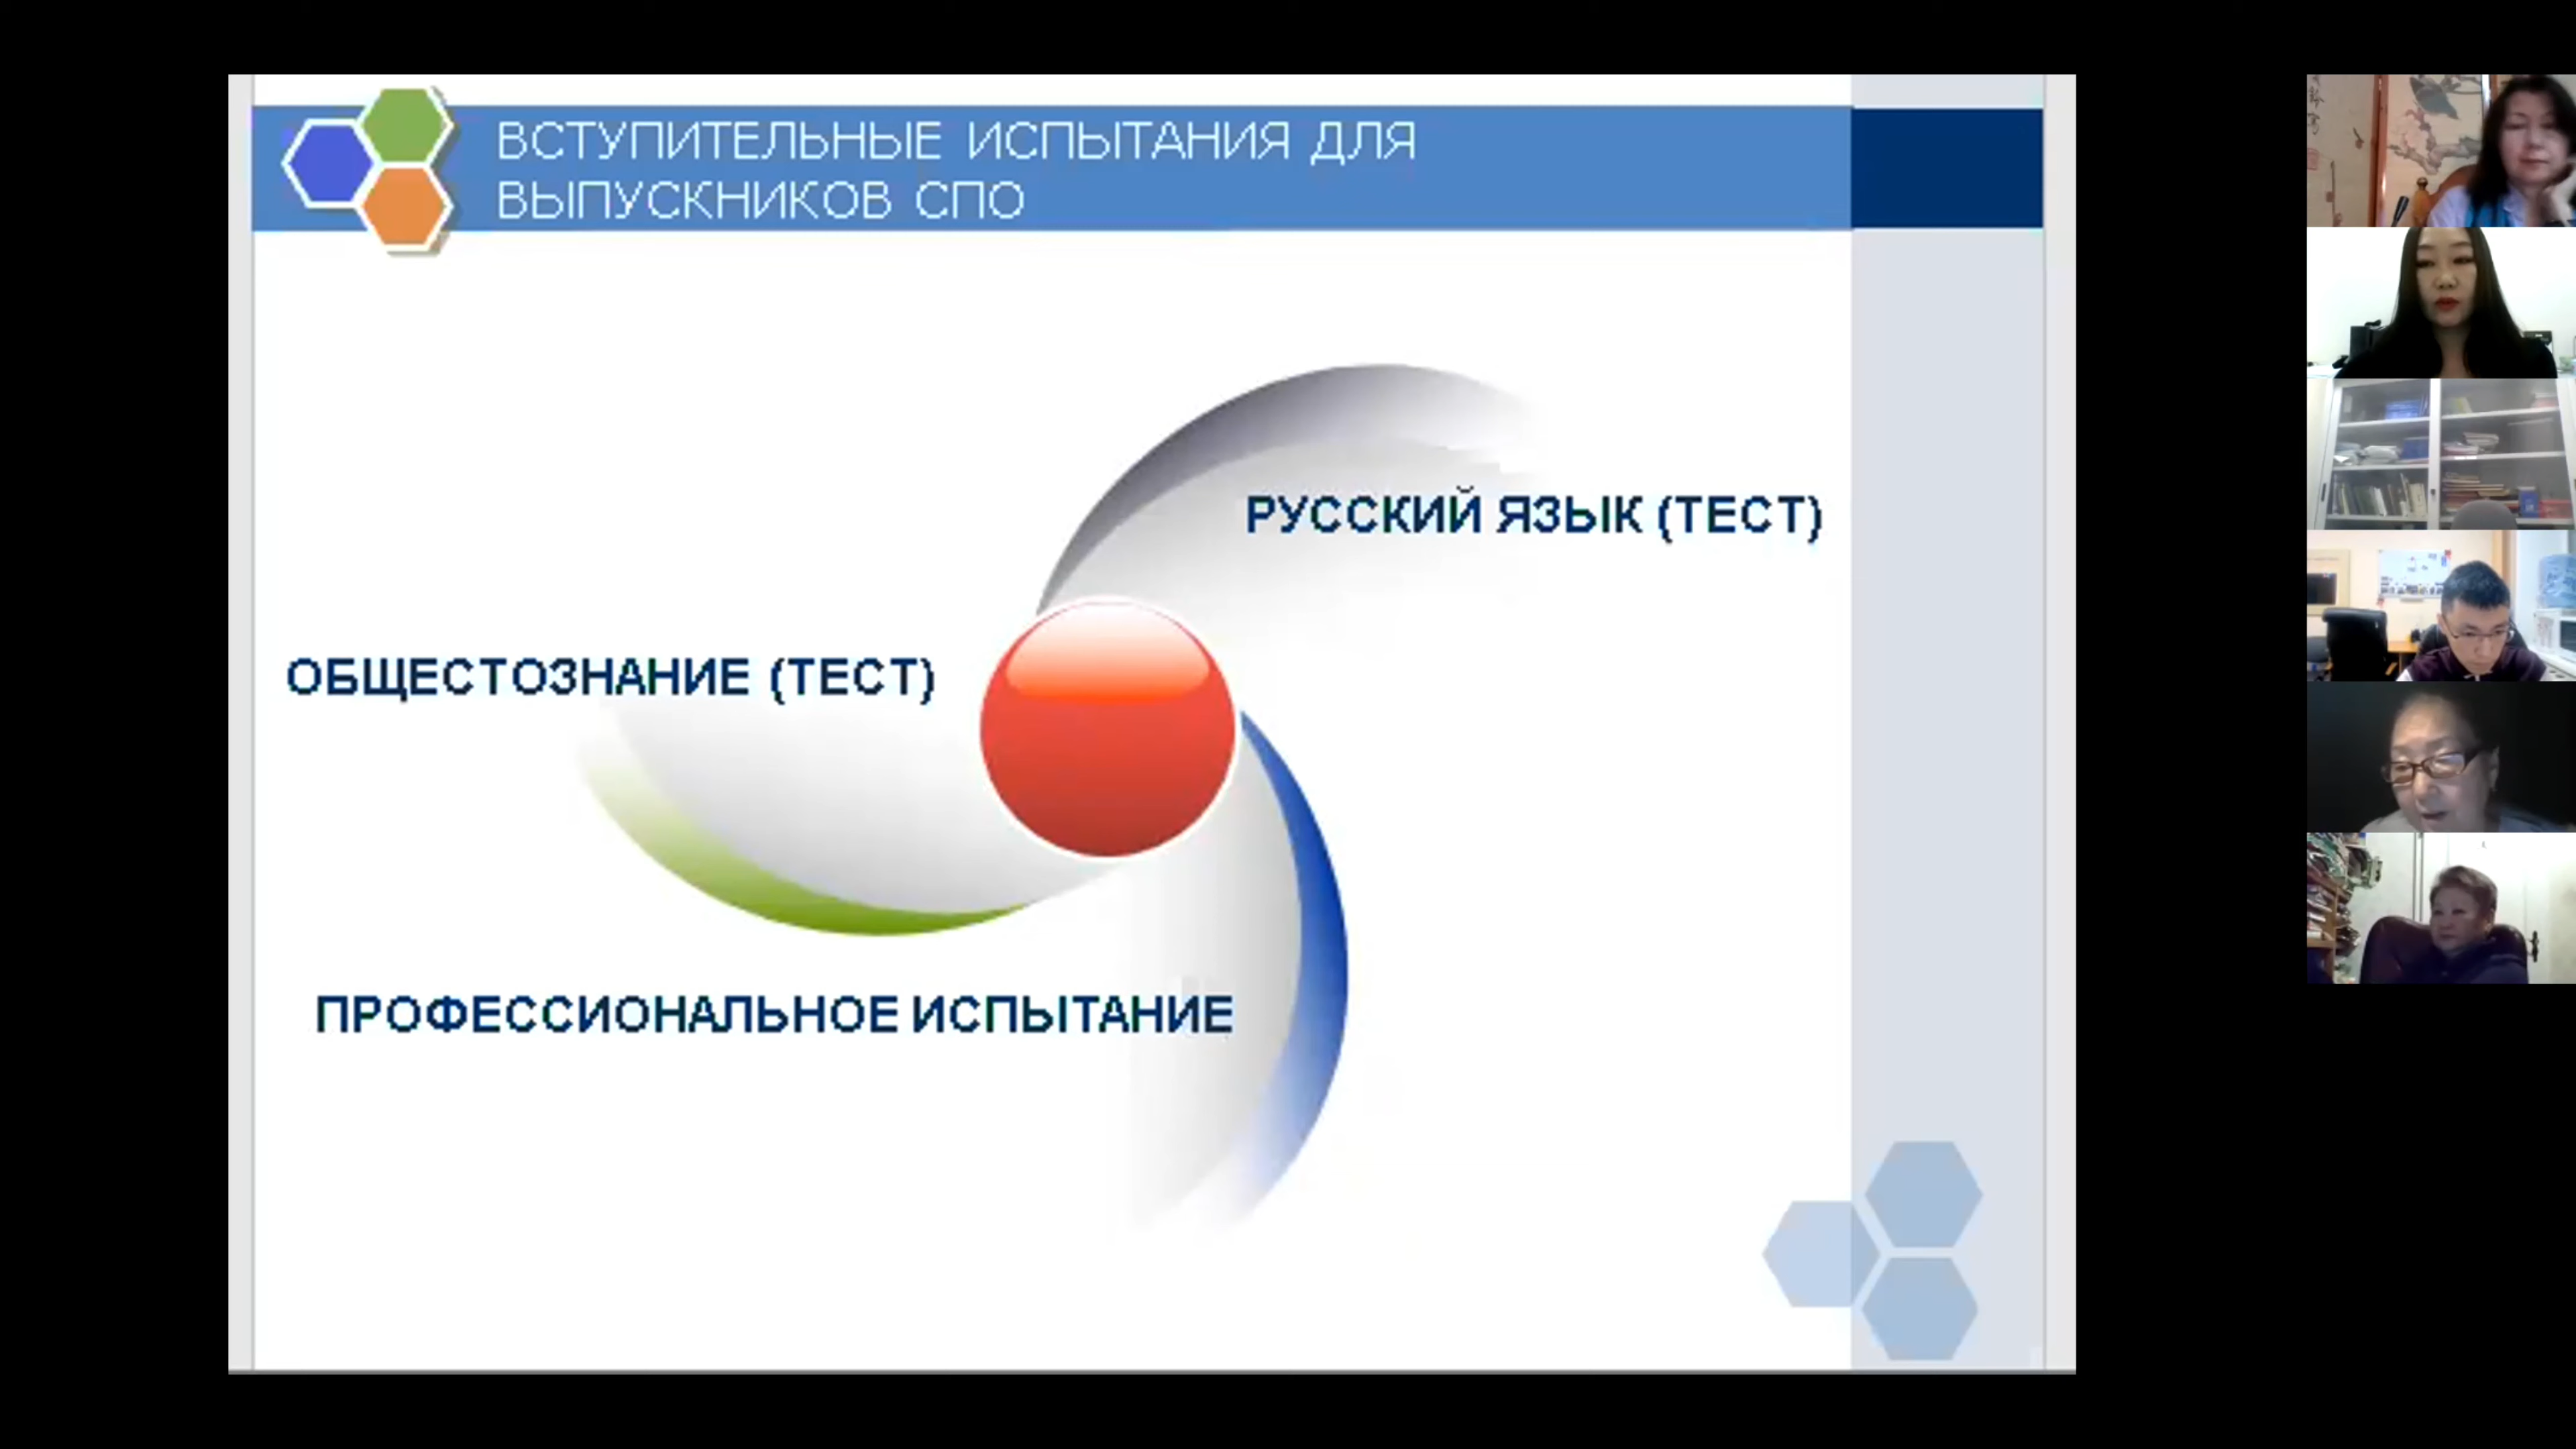 ВСТУПИТЕЛЬНЫЕ ИСПЫТАНИЯ ДЛЯ
ВЫПУСКНИКОВ СПО
РУССКИЙ ЯЗЫК (ТЕСТ)
ОБЩЕСТОЗНАНИЕ (ТЕСТ)
ПРОФЕССИОНАЛЬНОЕ ИСПЫТАНИЕ